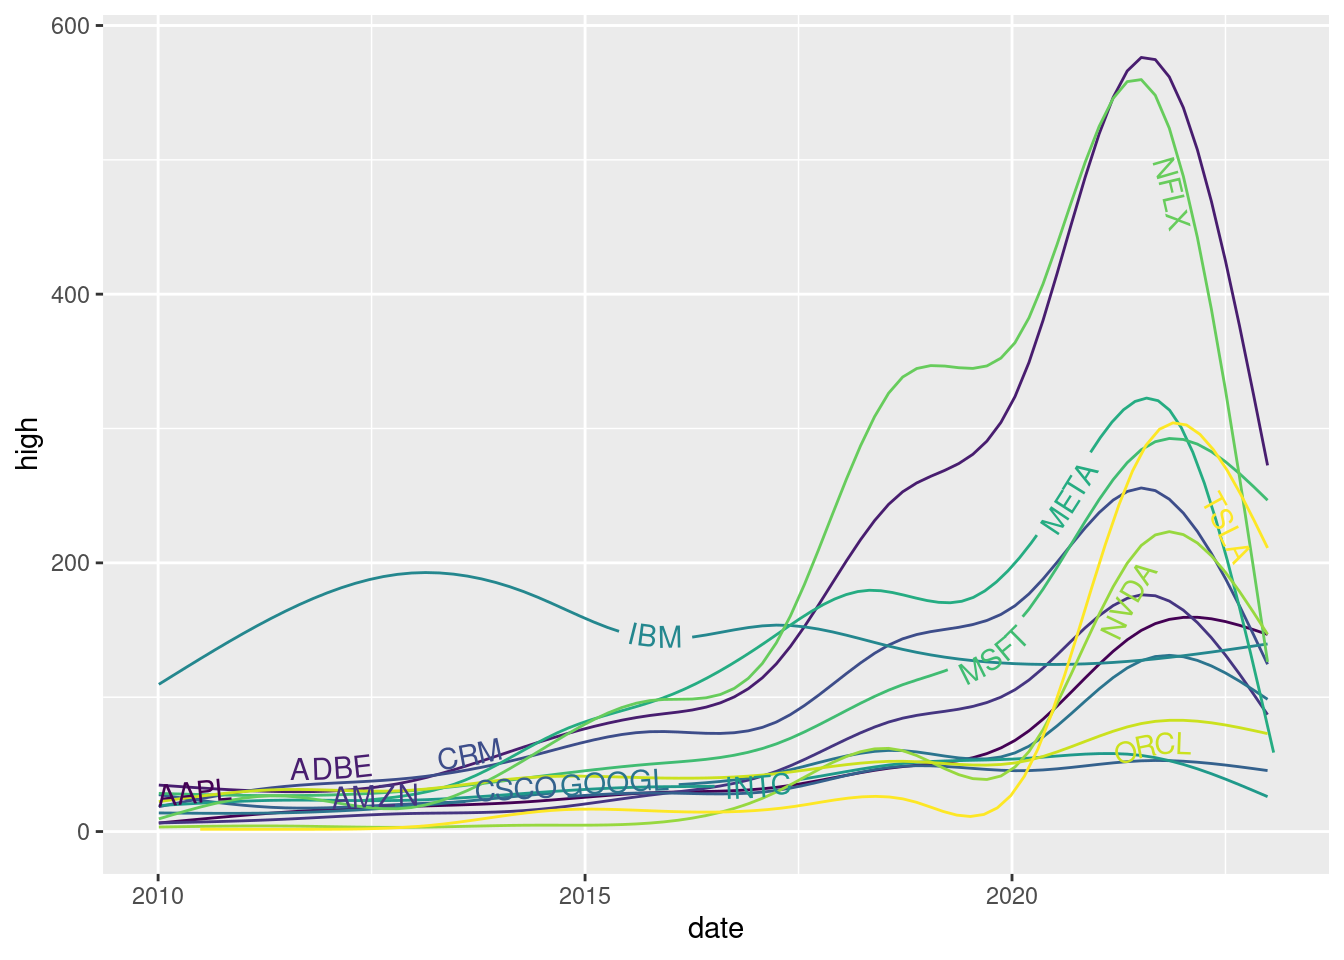 600
NFLX
400
high
META
TSLA
200
NVDA
IBM
MSFT
ORCL
CRM
ADBE
AAPL
AMZN
CSCO
GOOGL
INTC
0
2010
2015
2020
date